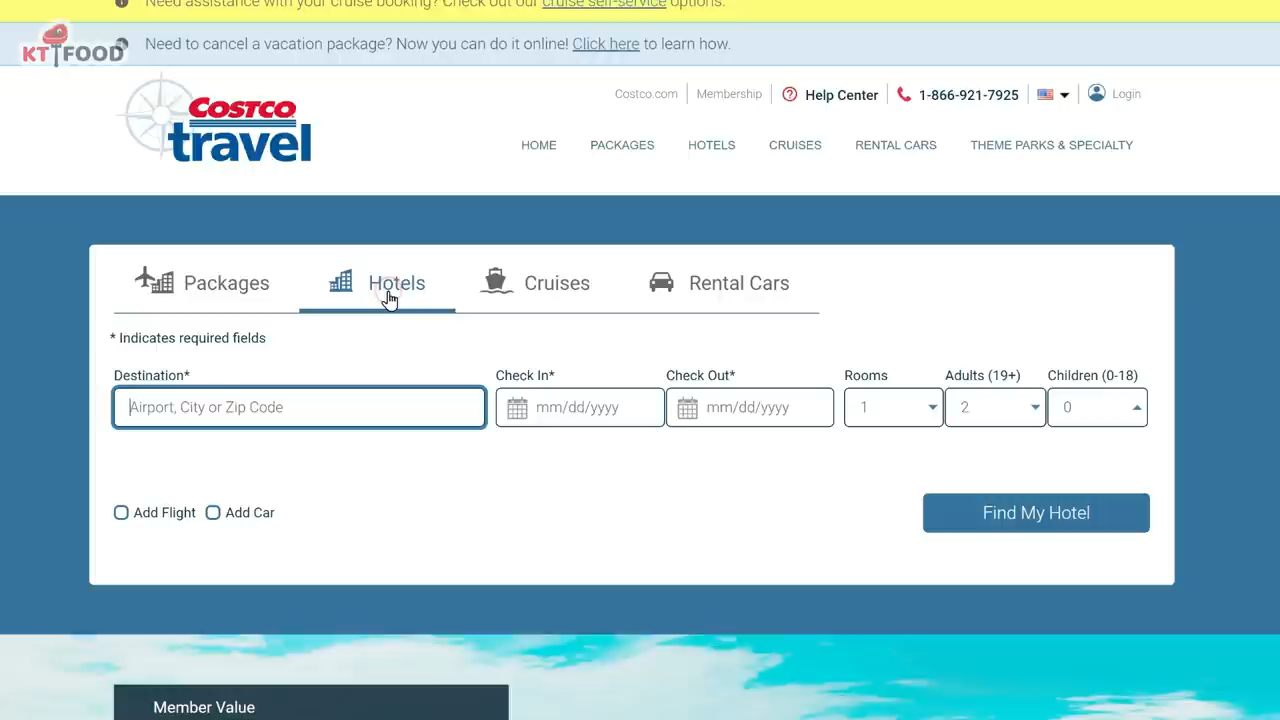 Need assistance with your cruise booking? Check out our cruise self-service options.
KT FOOD
Need to cancel a vacation package? Now you can do it online! Click here to learn how.
Costco.com
Membership
Help Center
1-866-921-7925
Login
COSTCO
travel
HOME
PACKAGES
HOTELS
CRUISES
RENTAL CARS
THEME PARKS & SPECIALTY
Packages
Hotels
Cruises
Rental Cars
* Indicates required fields
Destination*
Check In*
Check Out*
Rooms
Adults (19+)
Children (0-18)
Airport, City or Zip Code
mm/dd/yyyy
mm/dd/yyyy
1
2
0
Add Flight
Add Car
Find My Hotel
Member Value